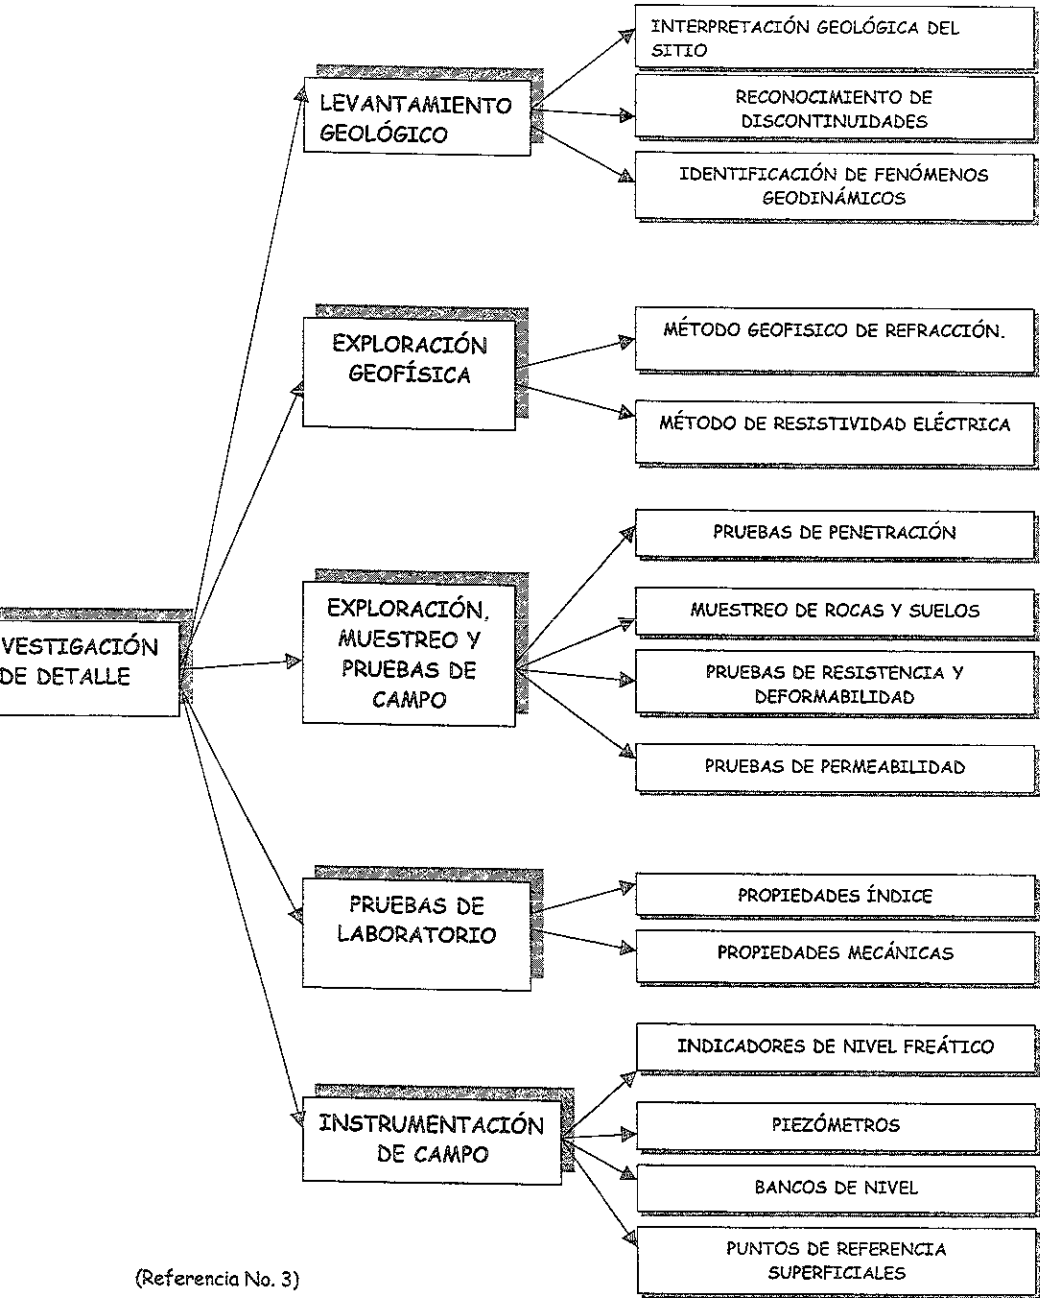 INTERPRETACIÓN GEOLÓGICA DEL
SITIO
LEVANTAMIENTO
GEOLÓGICO
RECONOCIMIENTO DE
DISCONTINUIDADES
IDENTIFICACIÓN DE FENÓMENOS
GEODINÁMICOS
EXPLORACIÓN
GEOFÍSICA
MÉTODO GEOFISICO DE REFRACCIÓN.
MÉTODO DE RESISTIVIDAD ELÉCTRICA
VESTIGACIÓN
DE DETALLE
EXPLORACIÓN,
MUESTREO Y
PRUEBAS DE
CAMPO
PRUEBAS DE PENETRACIÓN
MUESTREO DE ROCAS Y SUELOS
PRUEBAS DE RESISTENCIA Y
DEFORMABILIDAD
PRUEBAS DE PERMEABILIDAD
PRUEBAS DE
LABORATORIO
PROPIEDADES ÍNDICE
PROPIEDADES MECÁNICAS
INSTRUMENTACIÓN
DE CAMPO
INDICADORES DE NIVEL FREÁTICO
PIEZÓMETROS
BANCOS DE NIVEL
PUNTOS DE REFERENCIA
SUPERFICIALES
(Referencia No. 3)